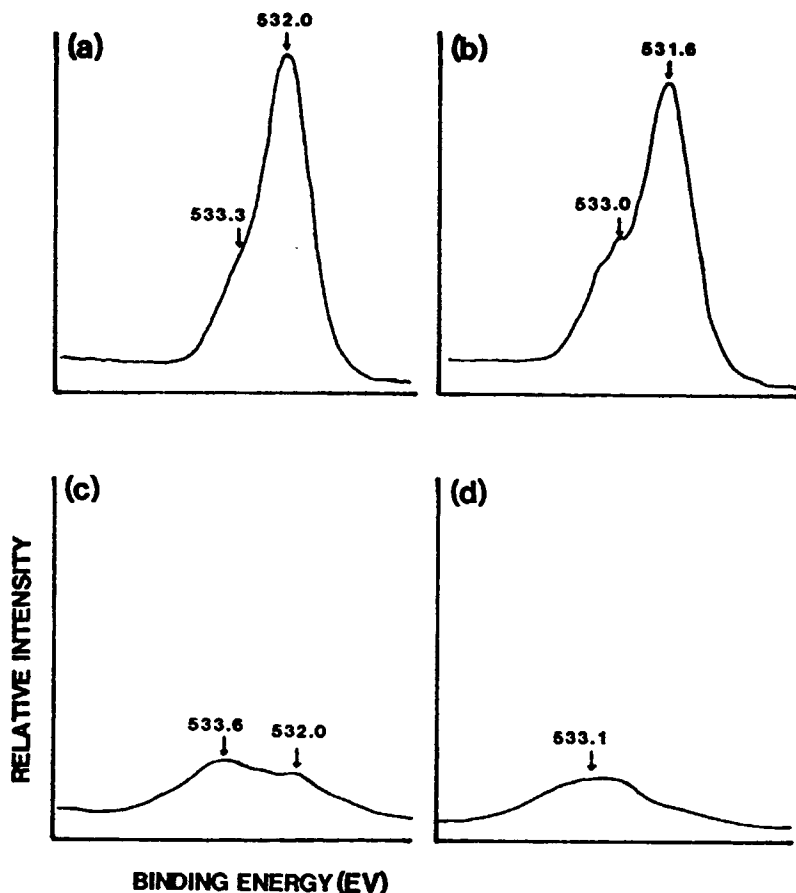 (a)
532.0
533.3
(b)
531.6
533.0
(c)
533.6
532.0
(d)
533.1
RELATIVE INTENSITY
BINDING ENERGY (EV)